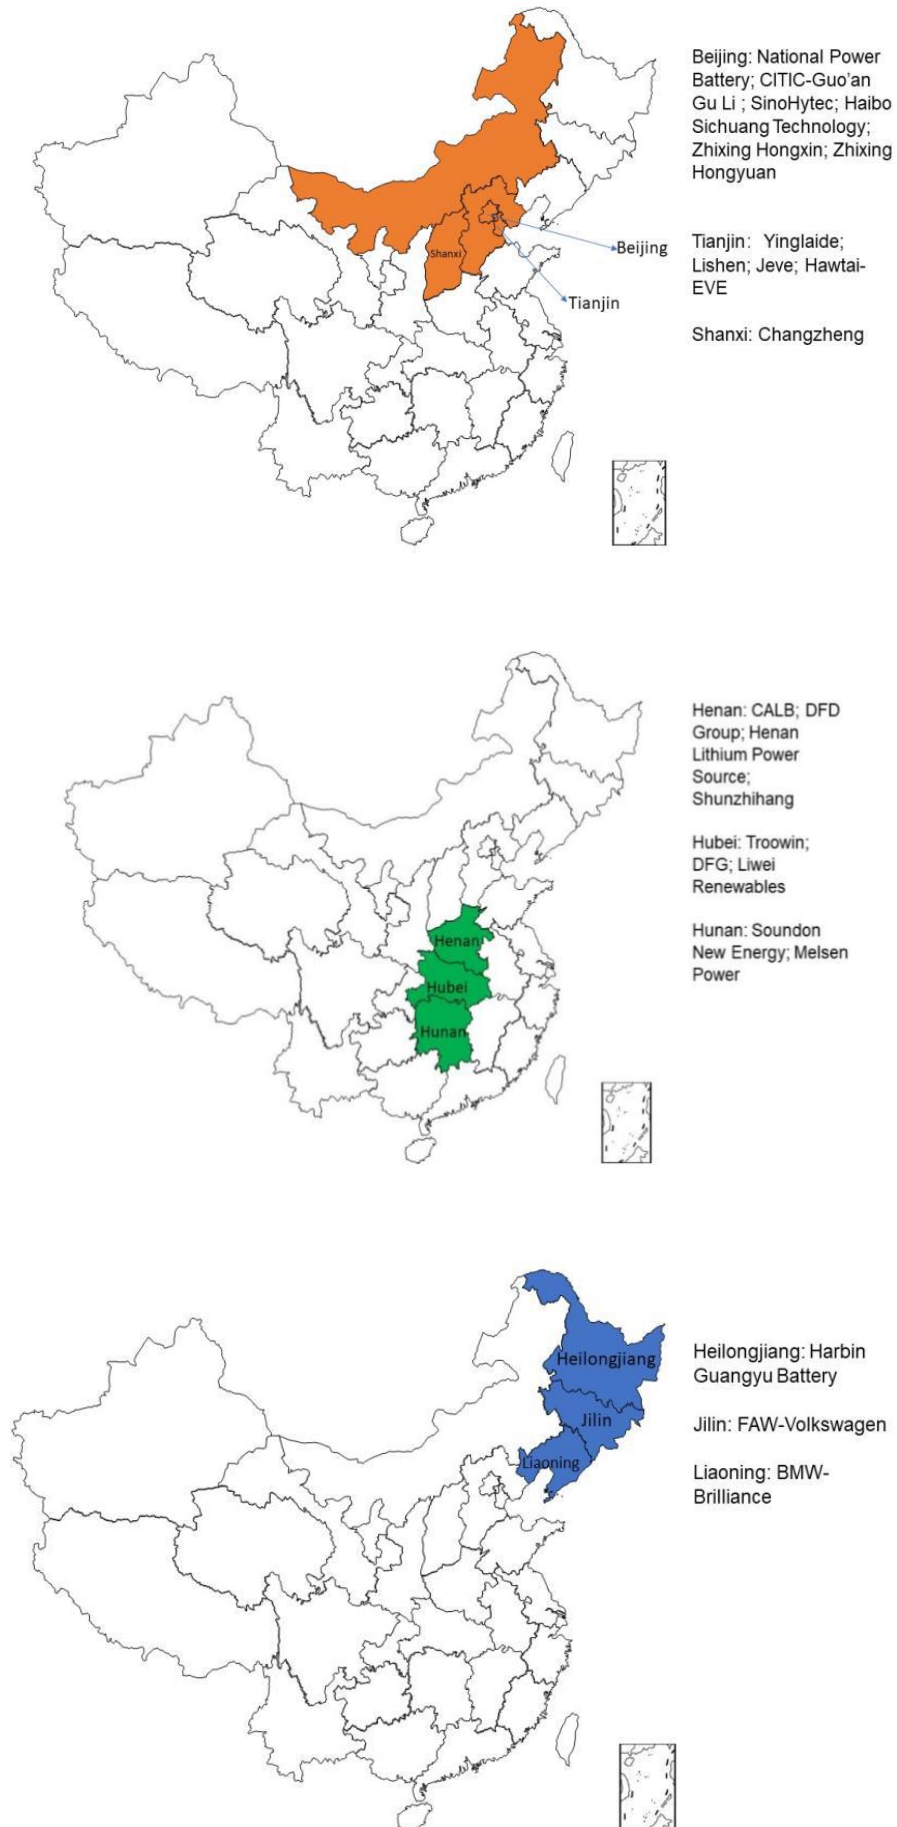 Beijing: National Power
Battery; CITIC-Guo’an
Gu Li ; SinoHytec; Haibo
Sichuang Technology;
Zhixing Hongxin; Zhixing
Hongyuan
Tianjin: Yinglaide;
Lishen; Jeve; Hawtai-
EVE
Shanxi: Changzheng
Shanxi
Beijing
Tianjin
Henan: CALB; DFD
Group; Henan
Lithium Power
Source;
Shunzhihang
Hubei: Troowin;
DFG; Liwei
Renewables
Hunan: Soundon
New Energy; Melsen
Power
Henan
Hubei
Hunan
Heilongjiang: Harbin
Guangyu Battery
Jilin: FAW-Volkswagen
Liaoning: BMW-
Brilliance
Heilongjiang
Jilin
Liaoning